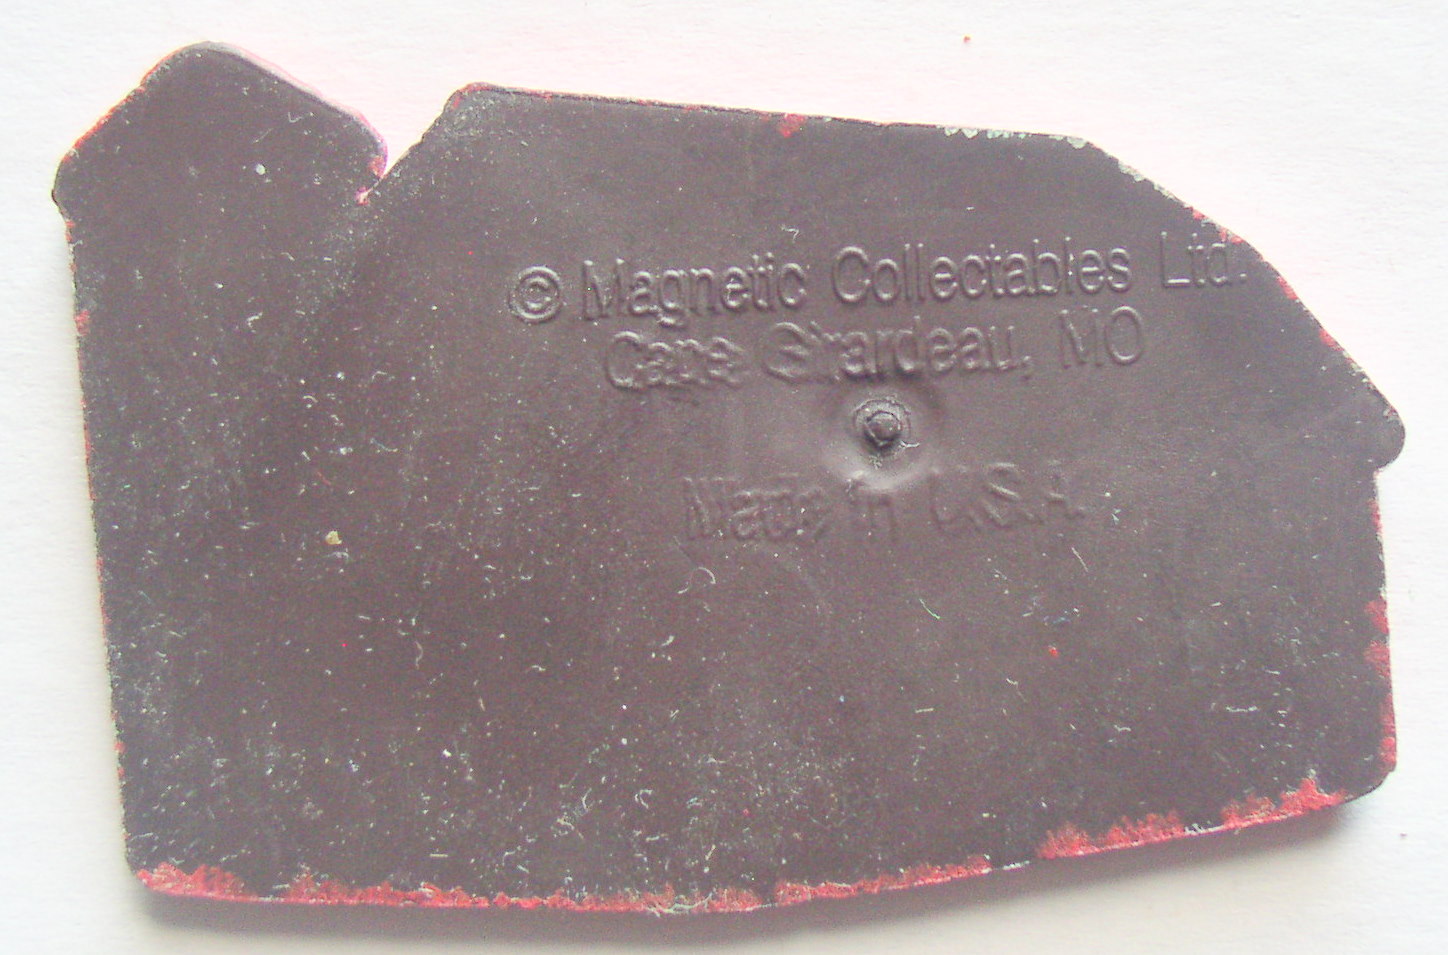 © Magnetic Collectables Ltd.
Cape Girardeau, MO
Made in U.S.A.